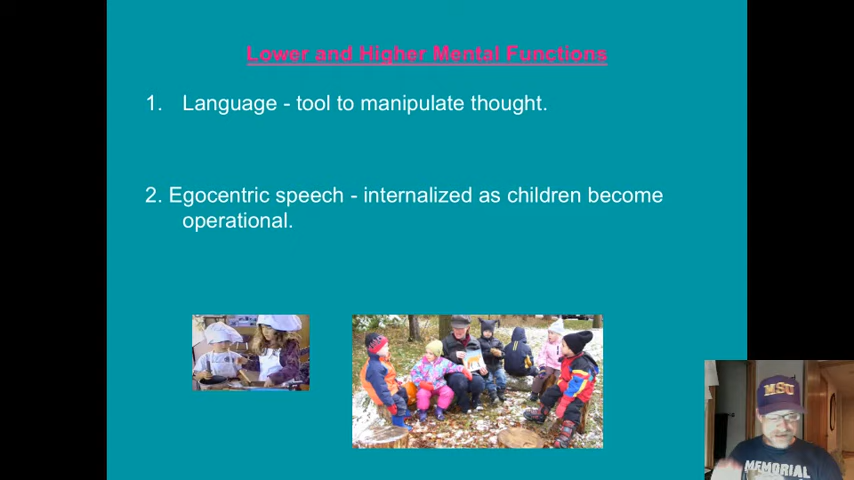 Lower and Higher Mental Functions
1. Language - tool to manipulate thought.
2. Egocentric speech - internalized as children become
operational.
MSU
MEMORIAL